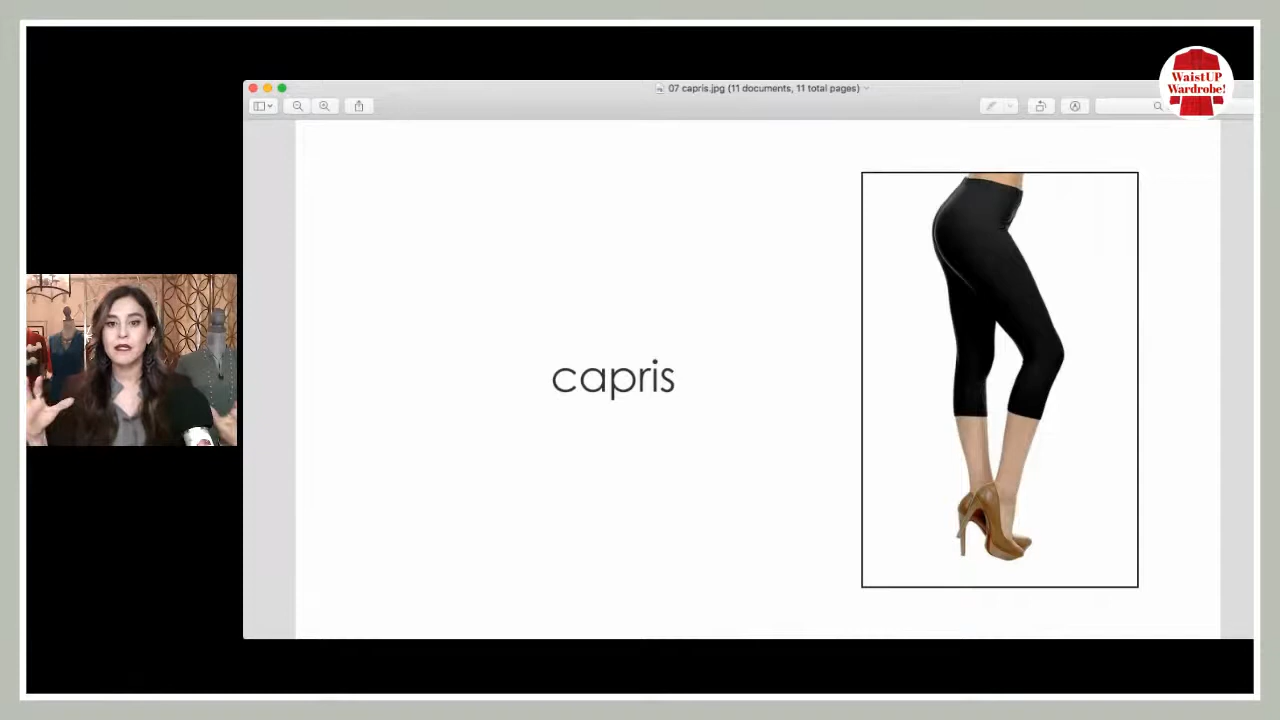 07 capris.jpg (11 documents, 11 total pages)
WaistUP
Wardrobe!
capris